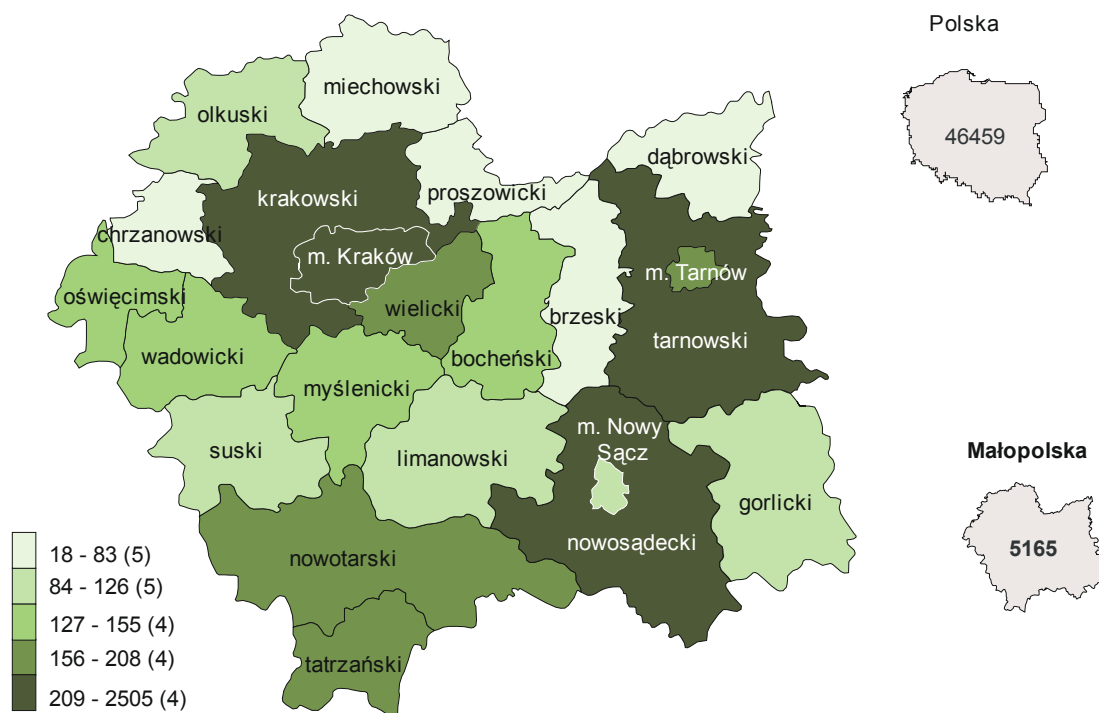 Polska
46459
miechowski
olkuski
dąbrowski
krakowski
proszowicki
chrzanowski
m. Kraków
m. Tarnów
oświęcimski
wielicki
brzeski
tarnowski
wadowicki
bocheński
myślenicki
m. Nowy
Sącz
suski
limanowski
Małopolska
gorlicki
5165
nowosądecki
nowotarski
tatrzański
18 - 83 (5)
84 - 126 (5)
127 - 155 (4)
156 - 208 (4)
209 - 2505 (4)